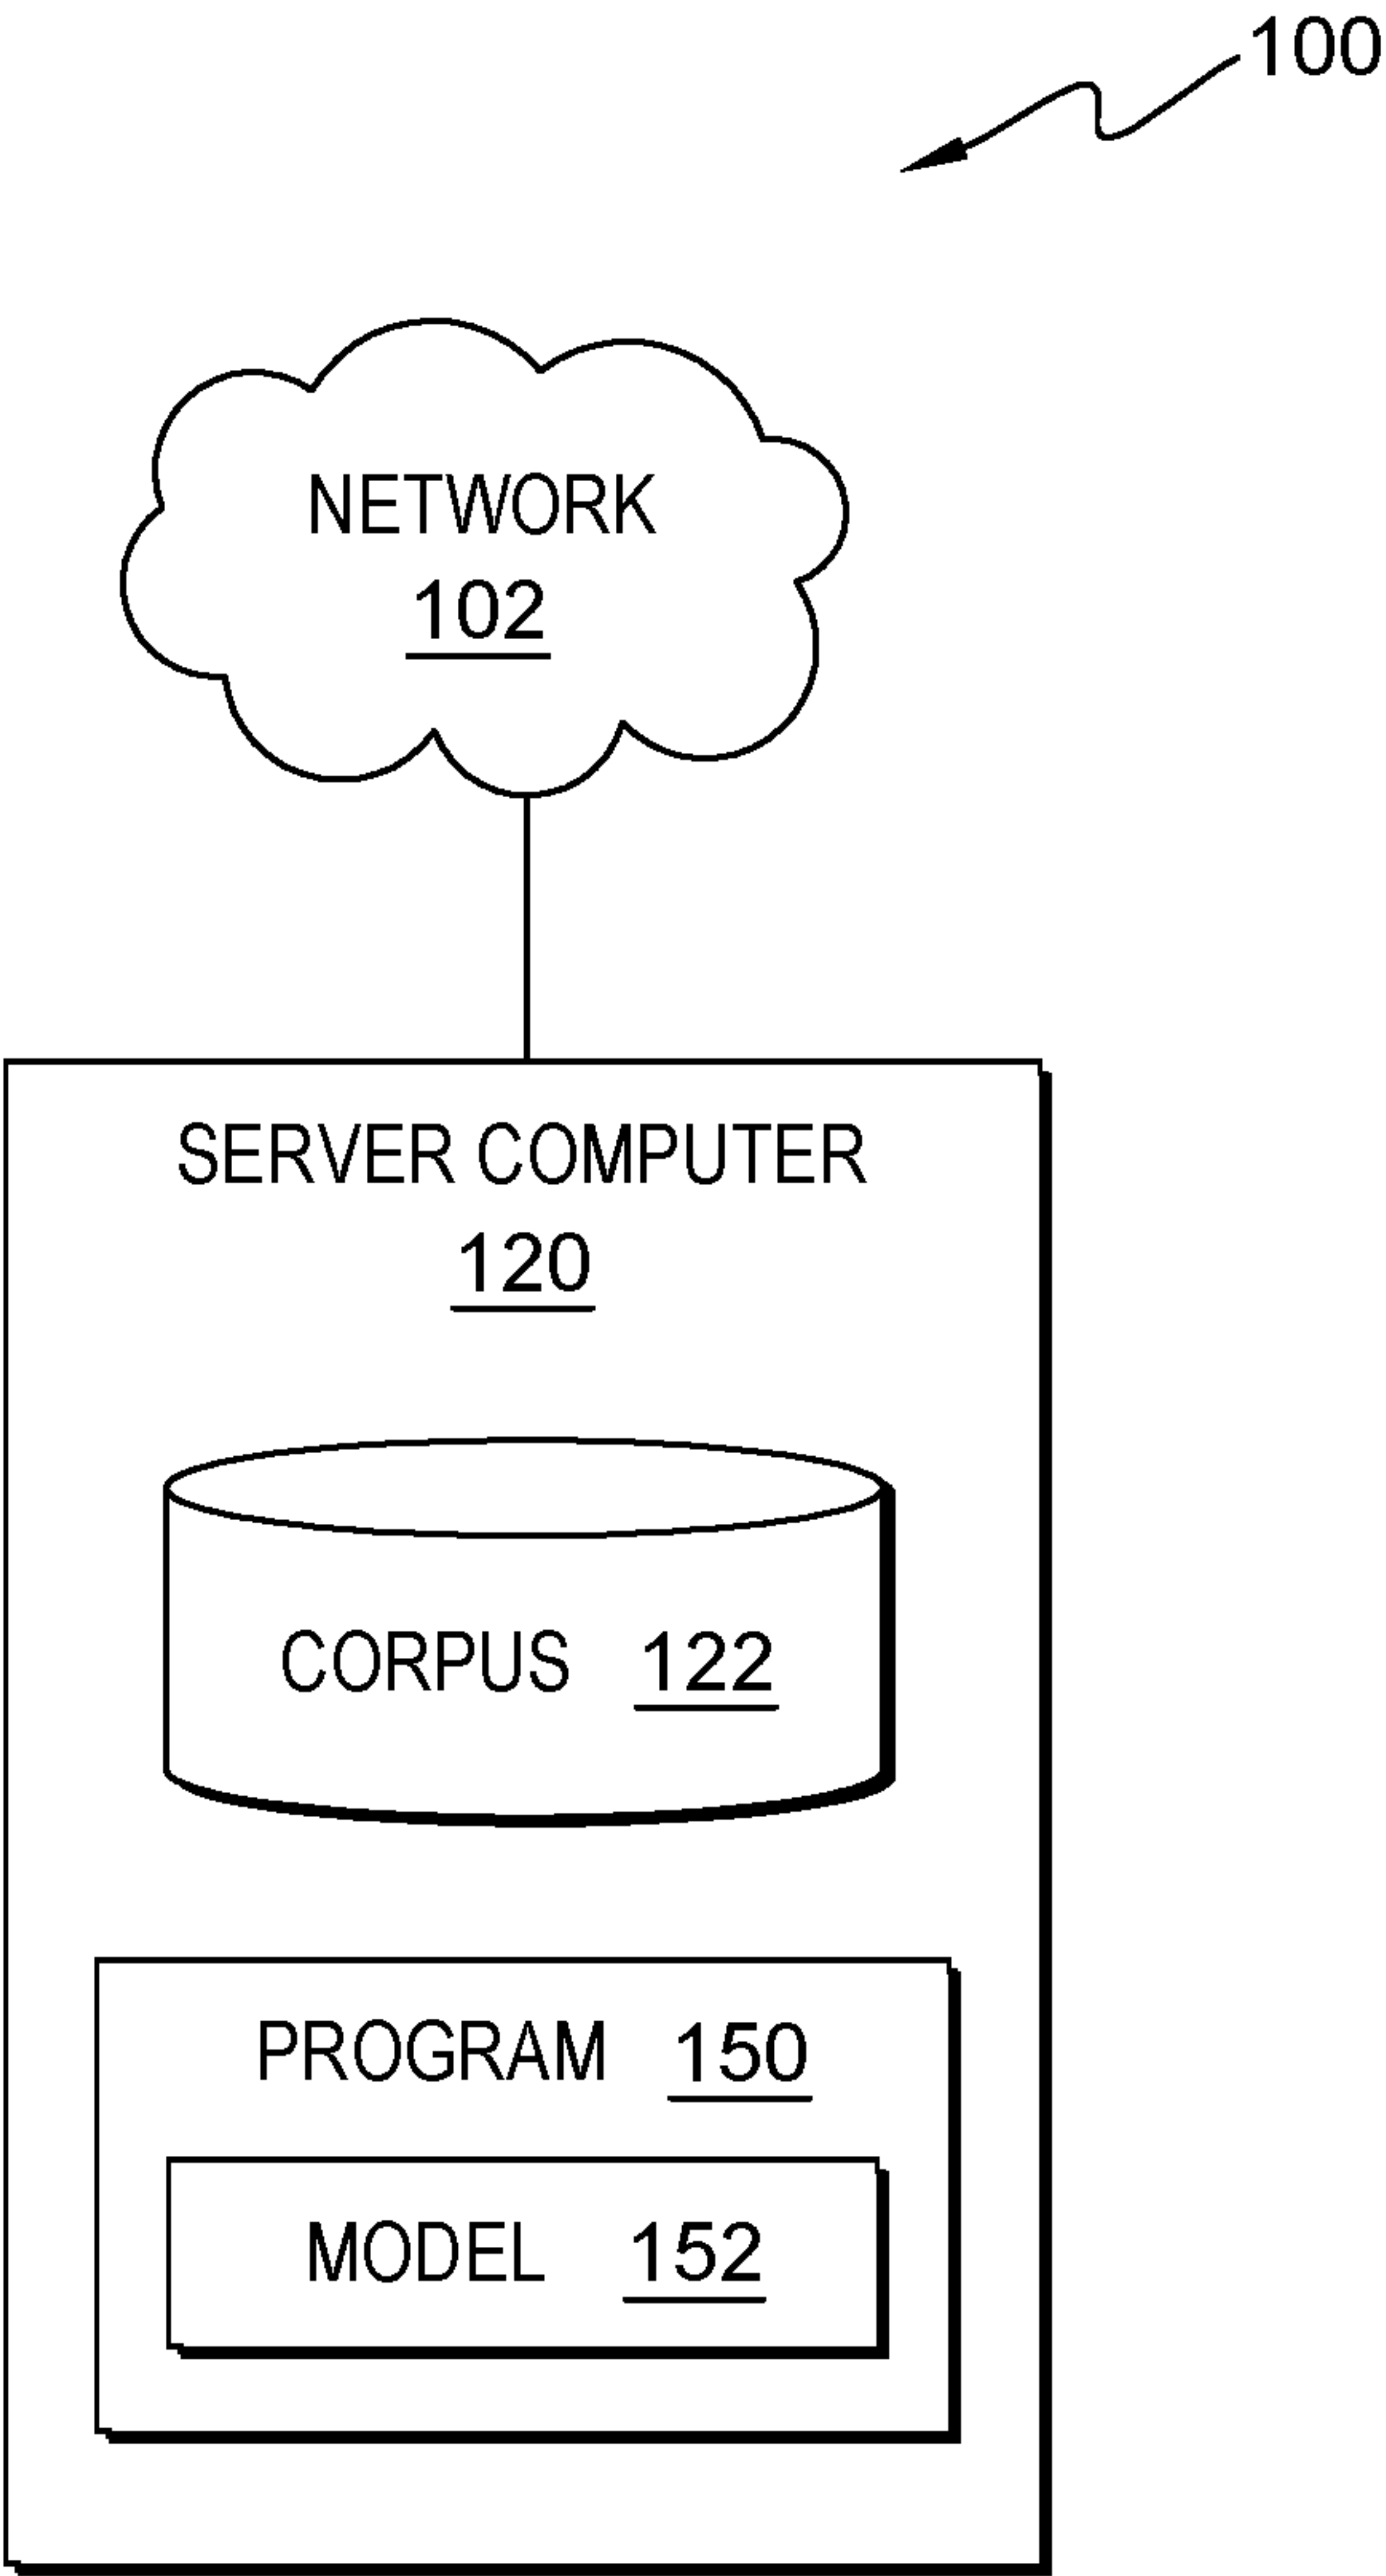 100
NETWORK
102
SERVER COMPUTER
120
CORPUS 122
PROGRAM 150
MODEL 152